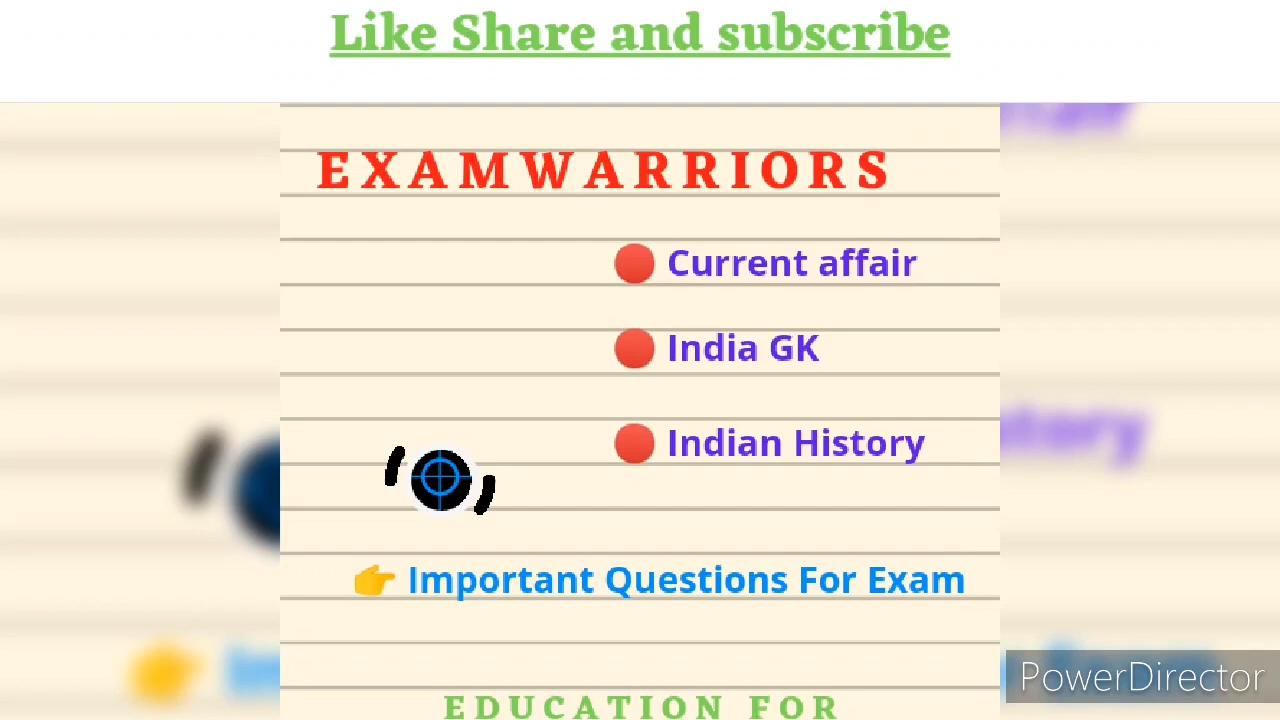 Like Share and subscribe
EXAMWARRIORS
Current affair
India GK
Indian History
Important Questions For Exam
EDUCATION FOR
PowerDirector